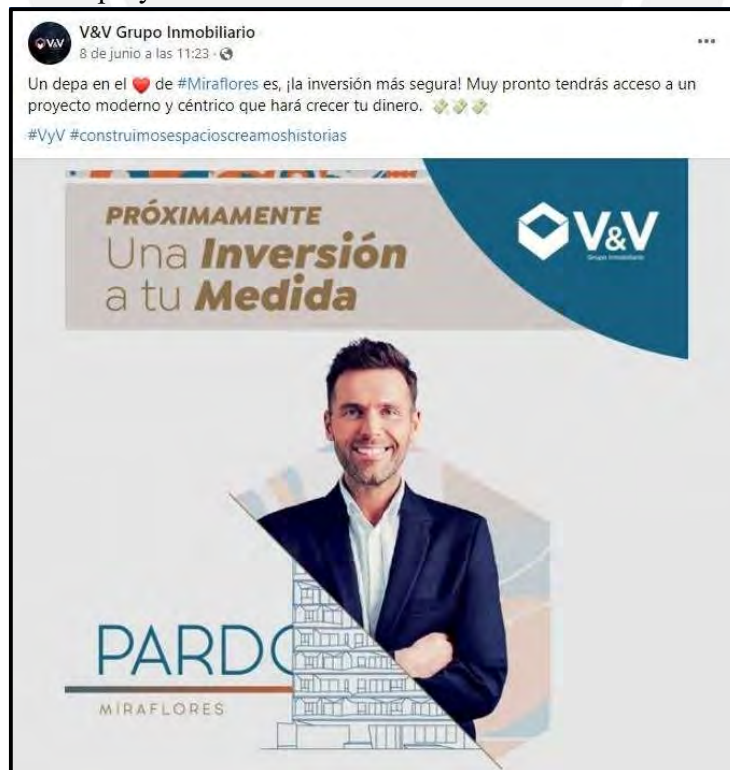 V&V Grupo Inmobiliario
8 de junio a las 11:23 ·
Un depa en el ❤️ de #Miraflores es, ¡la inversión más segura! Muy pronto tendrás acceso a un
proyecto moderno y céntrico que hará crecer tu dinero. 💸💸💸
#VyV #construimosespacioscreamoshistorias
PRÓXIMAMENTE
Una Inversión
a tu Medida
V&V
Grupo Inmobiliario
PARDO
MIRAFLORES